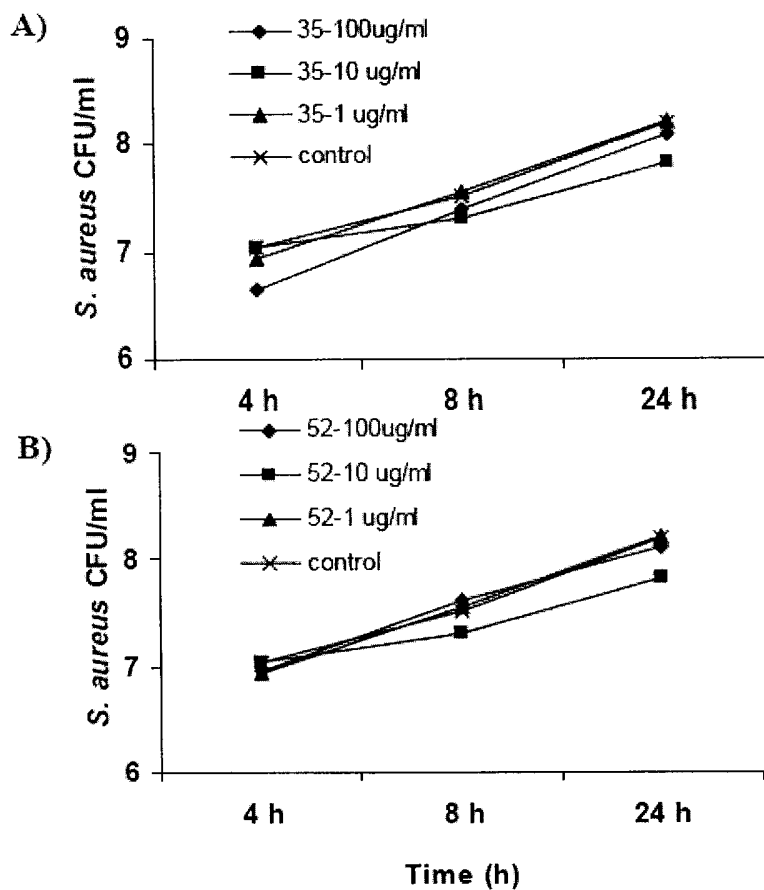 A)
S. aureus CFU/ml
9
8
7
6
35-100ug/ml
35-10 ug/ml
35-1 ug/ml
control
4 h 8 h 24 h
B)
S. aureus CFU/ml
9
8
7
6
52-100ug/ml
52-10 ug/ml
52-1 ug/ml
control
4 h 8 h 24 h
Time (h)